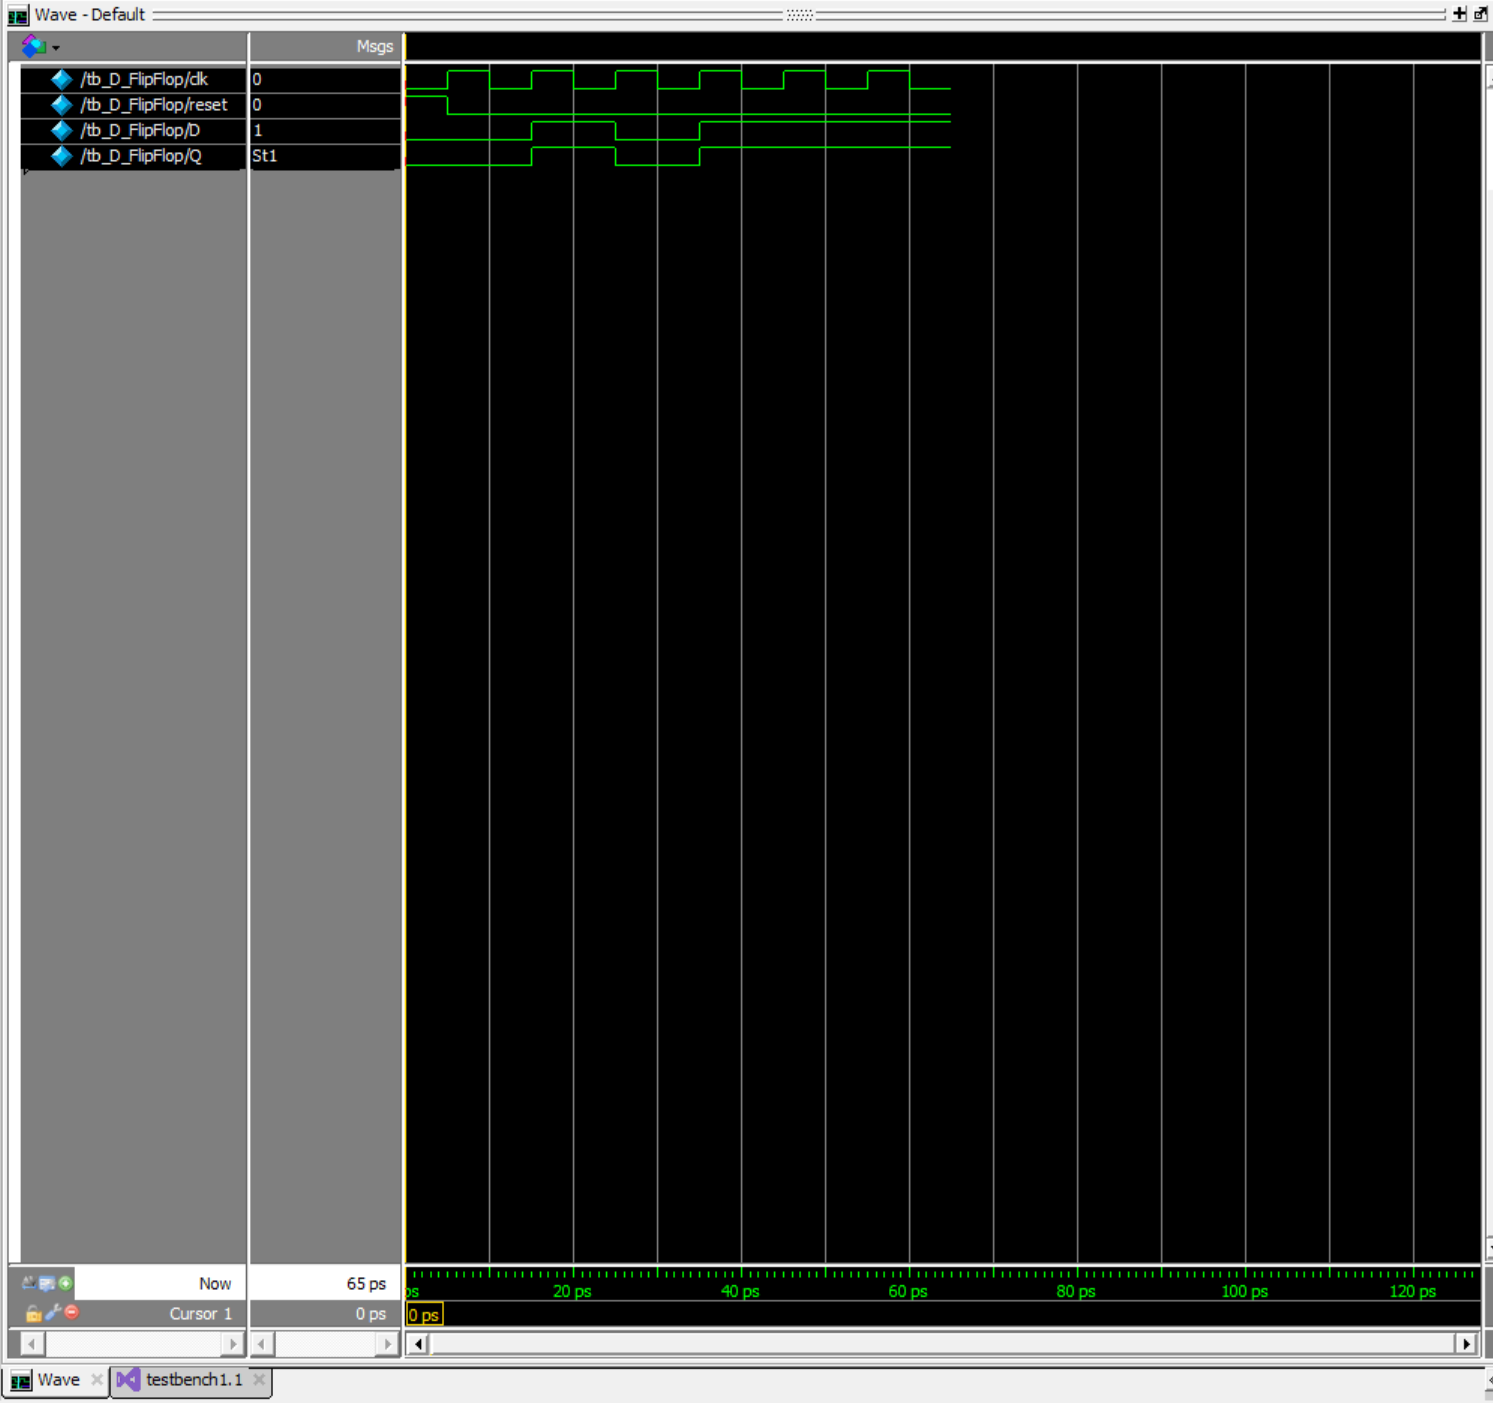 Wave - Default
Msgs
/tb_D_FlipFlop/clk 0
/tb_D_FlipFlop/reset 0
/tb_D_FlipFlop/D 1
/tb_D_FlipFlop/Q St1
Now 65 ps ps 20 ps 40 ps 60 ps 80 ps 100 ps 120 ps
Cursor 1 0 ps 0 ps
Wave testbench1.1